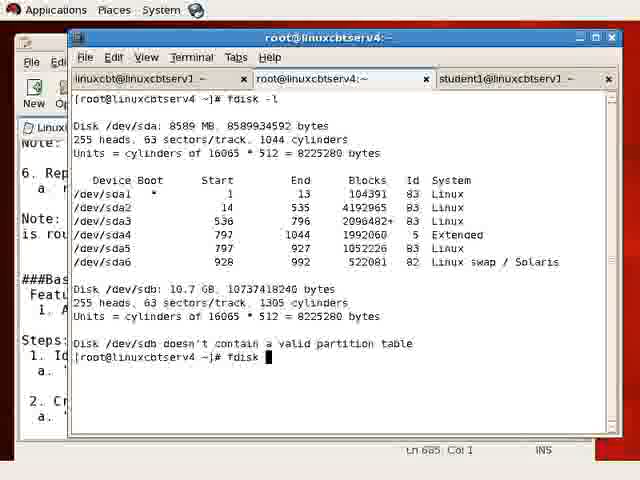 Applications Places System
root@linuxcbtserv4:~
File Edit View Terminal Tabs Help
linuxcbt@linuxcbtserv1 ~
root@linuxcbtserv4:~
student1@linuxcbtserv4:~
File
New
Note:
6. Rep
a
Note:
is rou
###Bas
Featu
1. A
Steps:
1. Id
a. '
2. Cr
a. '
[root@linuxcbtserv4 ~]# fdisk -l
Disk /dev/sda: 8589 MB, 8589934592 bytes
255 heads, 63 sectors/track, 1044 cylinders
Units = cylinders of 16065 * 512 = 8225280 bytes
Device Boot Start End Blocks Id System
/dev/sda1 * 1 13 104391 83 Linux
/dev/sda2 14 535 4192965 83 Linux
/dev/sda3 536 796 2096482+ 83 Linux
/dev/sda4 797 1044 1992060 5 Extended
/dev/sda5 797 927 1052226 83 Linux
/dev/sda6 928 992 522081 82 Linux swap / Solaris
Disk /dev/sdb: 10.7 GB, 10737418240 bytes
255 heads, 63 sectors/track, 1305 cylinders
Units = cylinders of 16065 * 512 = 8225280 bytes
Disk /dev/sdb doesn't contain a valid partition table
[root@linuxcbtserv4 ~]# fdisk
Ln 685, Col 1 INS